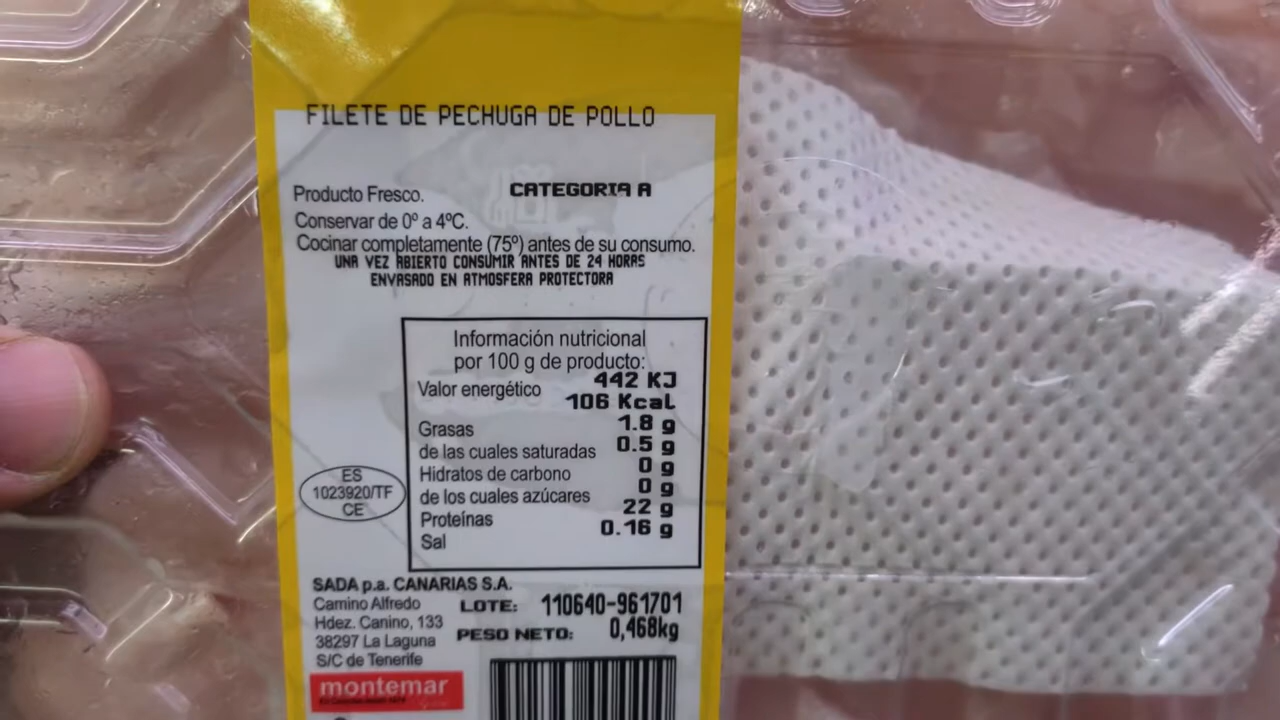 FILETE DE PECHUGA DE POLLO
Producto Fresco.
CATEGORIA A
Conservar de 0º a 4ºC.
Cocinar completamente (75º) antes de su consumo.
UNA VEZ ABIERTO CONSUMIR ANTES DE 24 HORAS
ENVASADO EN ATMOSFERA PROTECTORA
Información nutricional
por 100 g de producto:
Valor energético 442 KJ
106 Kcal
Grasas 1.8 g
de las cuales saturadas 0.5 g
Hidratos de carbono 0 g
de los cuales azúcares 0 g
Proteínas 22 g
Sal 0.16 g
ES
1023920/TF
CE
SADA p.a. CANARIAS S.A.
Camino Alfredo
Hdez. Canino, 133
38297 La Laguna
S/C de Tenerife
LOTE: 110640-961701
PESO NETO: 0,468kg
montemar